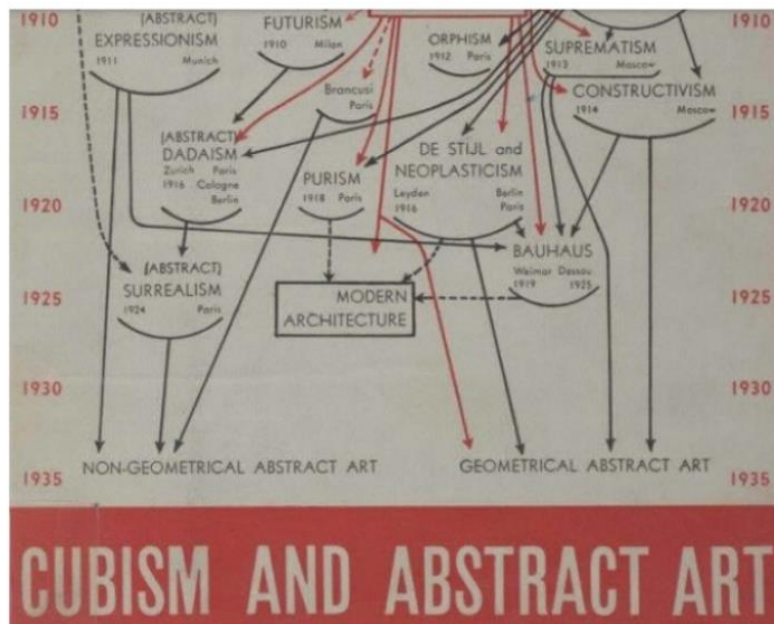 1910
(ABSTRACT)
EXPRESSIONISM
1911 Munich
FUTURISM
1910 Milan
ORPHISM
1912 Paris
SUPREMATISM
1913 Moscow
1910
Brancusi
Paris
CONSTRUCTIVISM
1914 Moscow
1915
1915
(ABSTRACT)
DADAISM
Zurich Paris
1916 Cologne
Berlin
PURISM
1918 Paris
DE STIJL and
NEOPLASTICISM
Leyden Berlin
1916 Paris
1920
1920
BAUHAUS
Weimar Dessau
1919 1925
(ABSTRACT)
SURREALISM
1924 Paris
MODERN
ARCHITECTURE
1925
1925
1930
1930
NON-GEOMETRICAL ABSTRACT ART
GEOMETRICAL ABSTRACT ART
1935
1935
CUBISM AND ABSTRACT ART